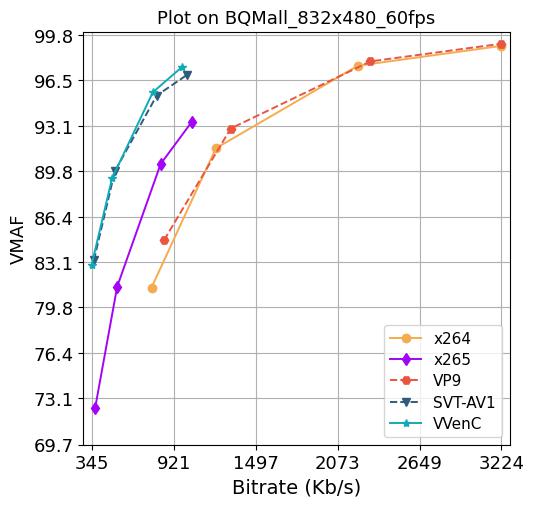 Plot on BQMall_832x480_60fps
99.8
96.5
93.1
89.8
86.4
83.1
79.8
76.4
73.1
69.7
VMAF
x264
x265
VP9
SVT-AV1
VVenC
345 921 1497 2073 2649 3224
Bitrate (Kb/s)